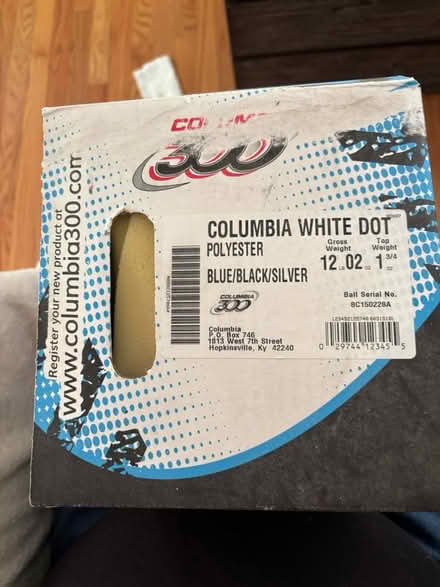 COLUMBIA
300
Register your new product at
www.columbia300.com
COLUMBIA WHITE DOT
POLYESTER
BLUE/BLACK/SILVER
Gross Weight
12 LB 02 OZ
Top Weight
1 3/4 OZ
Ball Serial No.
8C150228A
COLUMBIA
300
Columbia
P.O. Box 746
1813 West 7th Street
Hopkinsville, Ky 42240
0 29744 12345 5